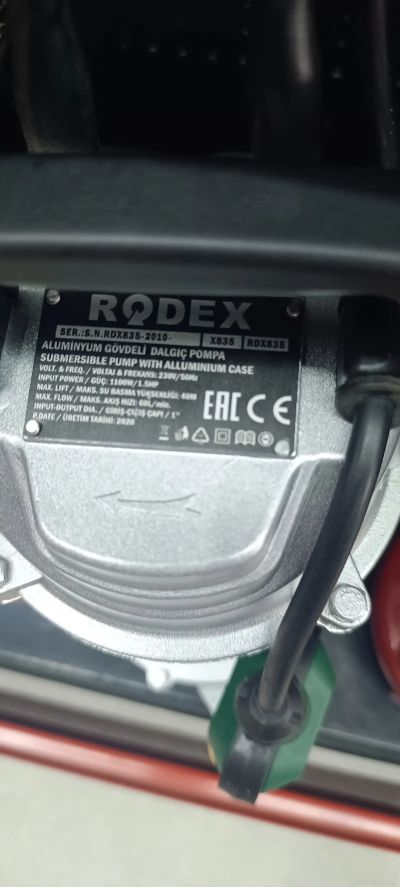 RODEX
SER.:S.N.RDX835-2010- X835 RDX835
ALUMİNYUM GÖVDELİ DALGIÇ POMPA
SUBMERSIBLE PUMP WITH ALLUMINIUM CASE
VOLT. & FREQ. / VOLTAJ & FREKANS: 230V/50Hz
INPUT POWER / GÜÇ: 1100W/1.5HP
MAX. LIFT / MAKS. SU BASMA YÜKSEKLİĞİ: 48M
MAX. FLOW / MAKS. AKIŞ HIZI: 60L/min.
INPUT-OUTPUT DIA. / GİRİŞ-ÇIKIŞ ÇAPI / 1"
P.DATE / ÜRETİM TARİHİ: 2020
EAC CE